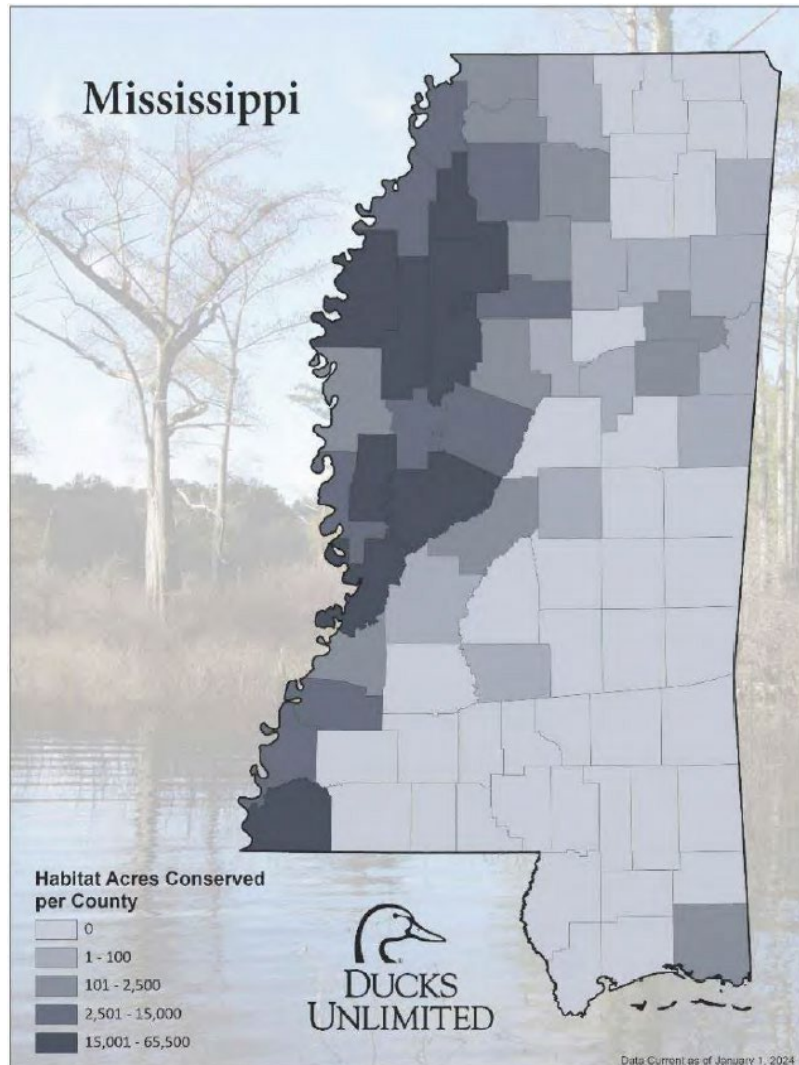 Mississippi
Habitat Acres Conserved
per County
0
1 - 100
101 - 2,500
2,501 - 15,000
15,001 - 65,500
DUCKS
UNLIMITED
Data Current as of January 1, 2024